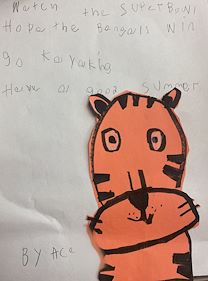 Watch the SUPERBOWl
Hope the Bengals Win
go kayaking
Have a good summer
BY Ace